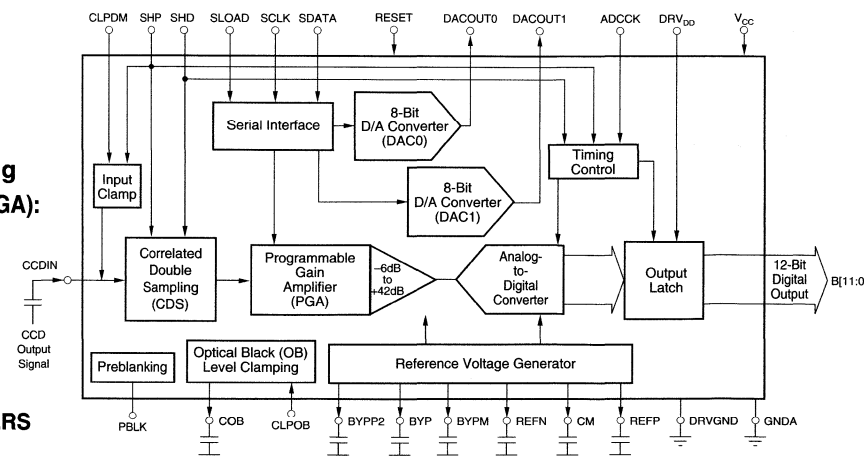 CLPDM SHP SHD SLOAD SCLK SDATA RESET DACOUT0 DACOUT1 ADCCK DRVDD VCC
8-Bit
D/A Converter
(DAC0)
Serial Interface
g
GA):
Input
Clamp
Timing
Control
8-Bit
D/A Converter
(DAC1)
CCDIN
Correlated
Double
Sampling
(CDS)
Programmable
Gain
Amplifier
(PGA)
–6dB
to
+42dB
Analog-
to-
Digital
Converter
Output
Latch
12-Bit
Digital
Output
B[11:0
CCD
Output
Signal
Preblanking
Optical Black (OB)
Level Clamping
Reference Voltage Generator
RS
PBLK COB CLPOB BYPP2 BYP BYPM REFN CM REFP DRVGND GNDA